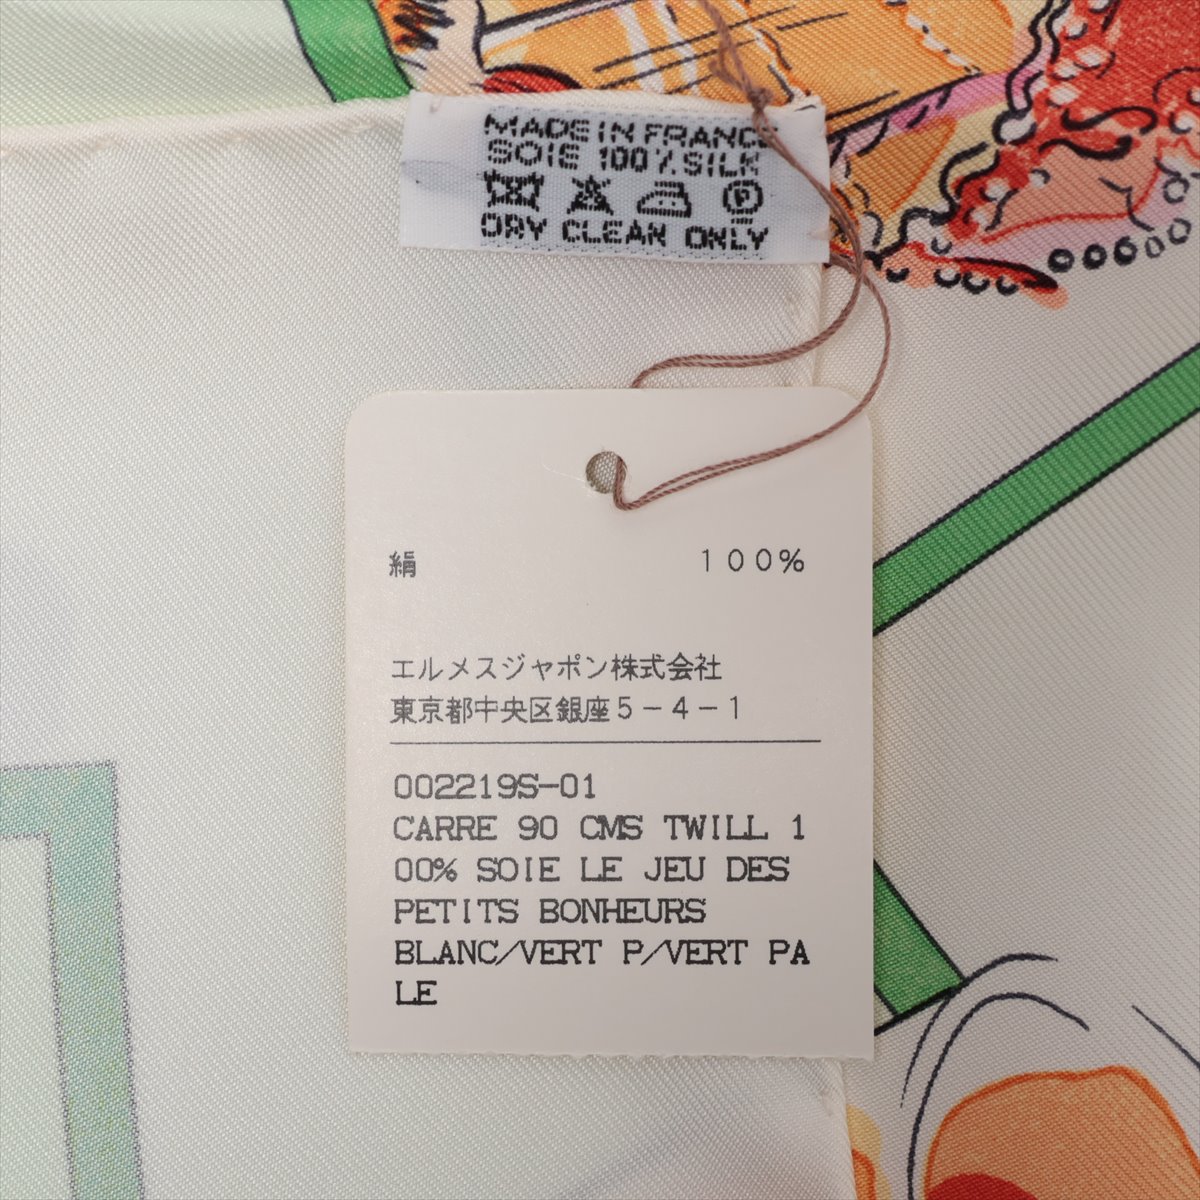 MADE IN FRANCE
SOIE 100% SILK
P
DRY CLEAN ONLY
絹 100%
エルメスジャポン株式会社
東京都中央区銀座5-4-1
002219S-01
CARRE 90 CMS TWILL 1
00% SOIE LE JEU DES
PETITS BONHEURS
BLANC/VERT P/VERT PA
LE